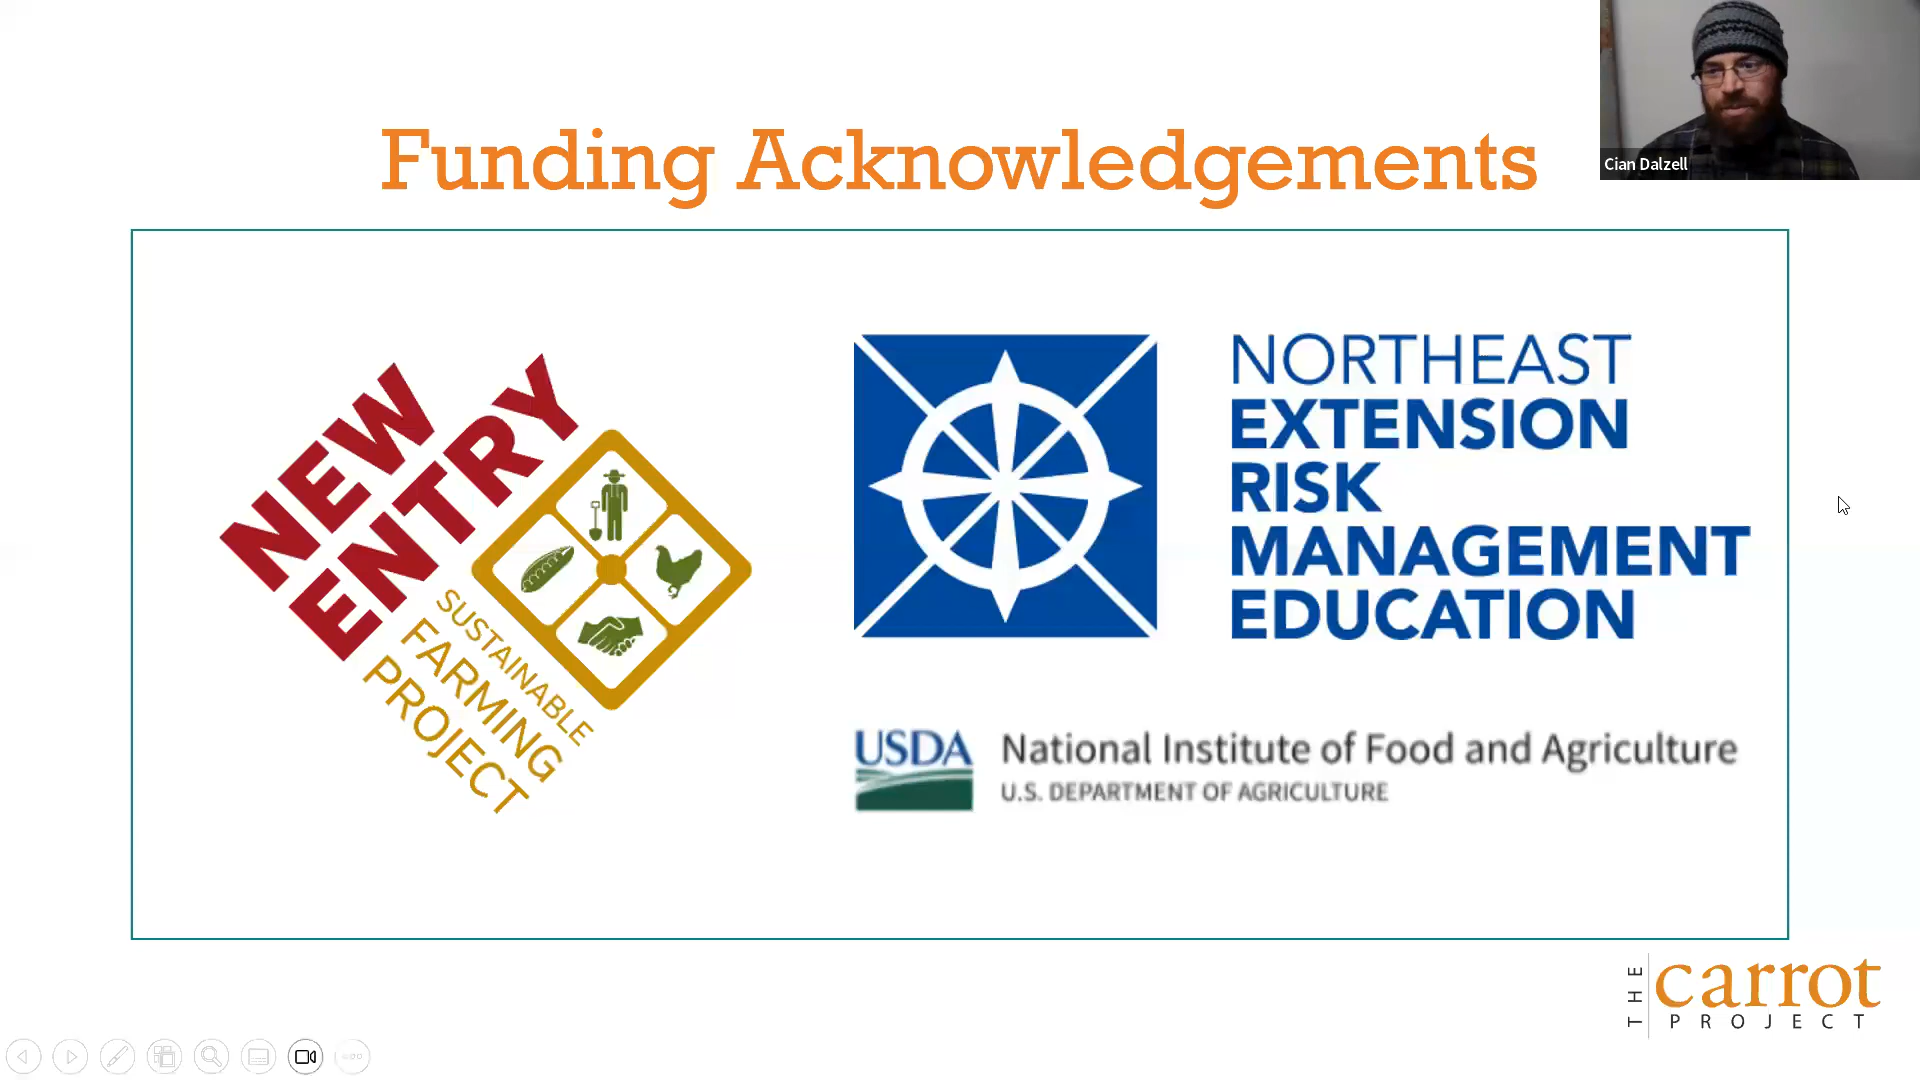 Funding Acknowledgements
Cian Dalzell
NEW
ENTRY
SUSTAINABLE
FARMING
PROJECT
NORTHEAST
EXTENSION
RISK
MANAGEMENT
EDUCATION
USDA
National Institute of Food and Agriculture
U.S. DEPARTMENT OF AGRICULTURE
THE
carrot
PROJECT